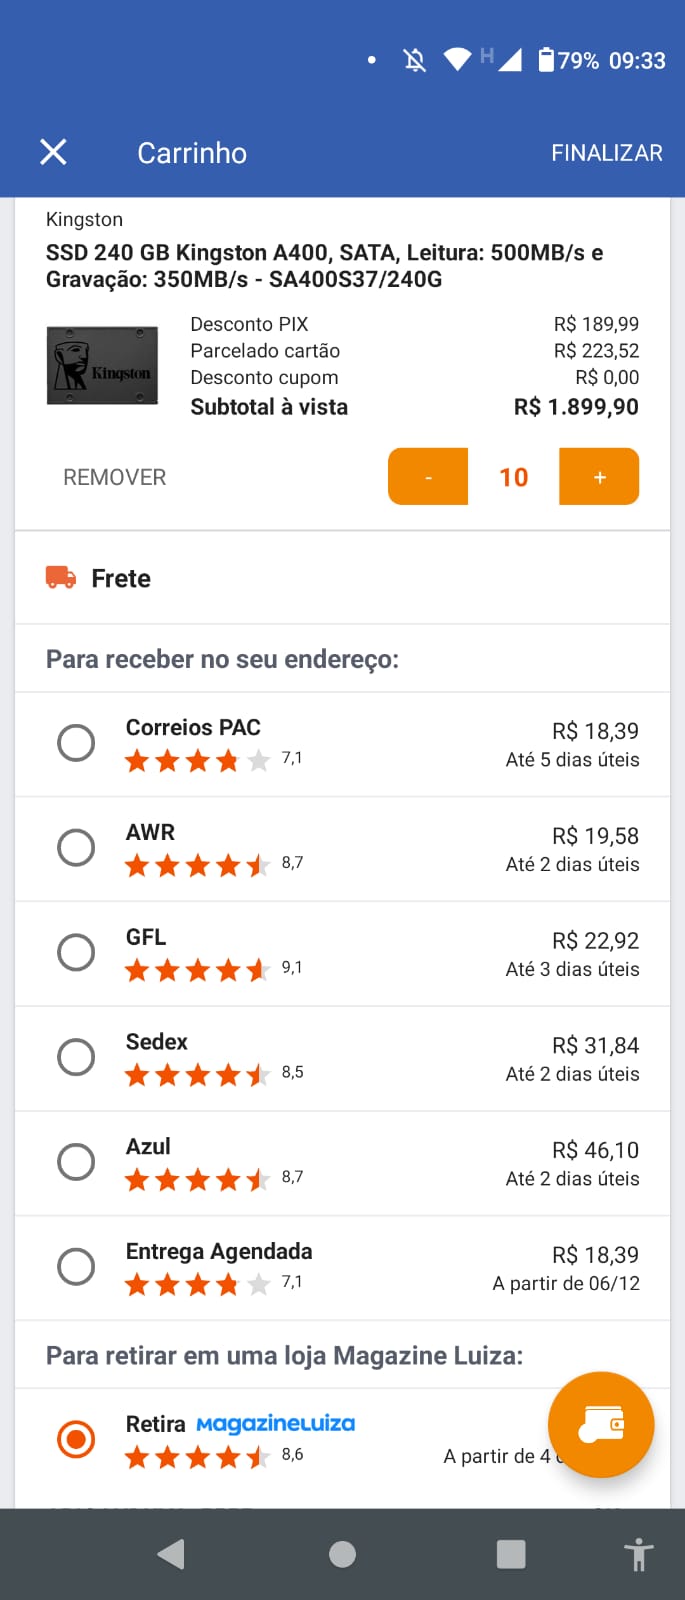 H 79% 09:33
Carrinho FINALIZAR
Kingston
SSD 240 GB Kingston A400, SATA, Leitura: 500MB/s e
Gravação: 350MB/s - SA400S37/240G
Kingston
Desconto PIX R$ 189,99
Parcelado cartão R$ 223,52
Desconto cupom R$ 0,00
Subtotal à vista R$ 1.899,90
REMOVER - 10 +
Frete
Para receber no seu endereço:
Correios PAC R$ 18,39
7,1 Até 5 dias úteis
AWR R$ 19,58
8,7 Até 2 dias úteis
GFL R$ 22,92
9,1 Até 3 dias úteis
Sedex R$ 31,84
8,5 Até 2 dias úteis
Azul R$ 46,10
8,7 Até 2 dias úteis
Entrega Agendada R$ 18,39
7,1 A partir de 06/12
Para retirar em uma loja Magazine Luiza:
Retira magazineLuiza
8,6 A partir de 4